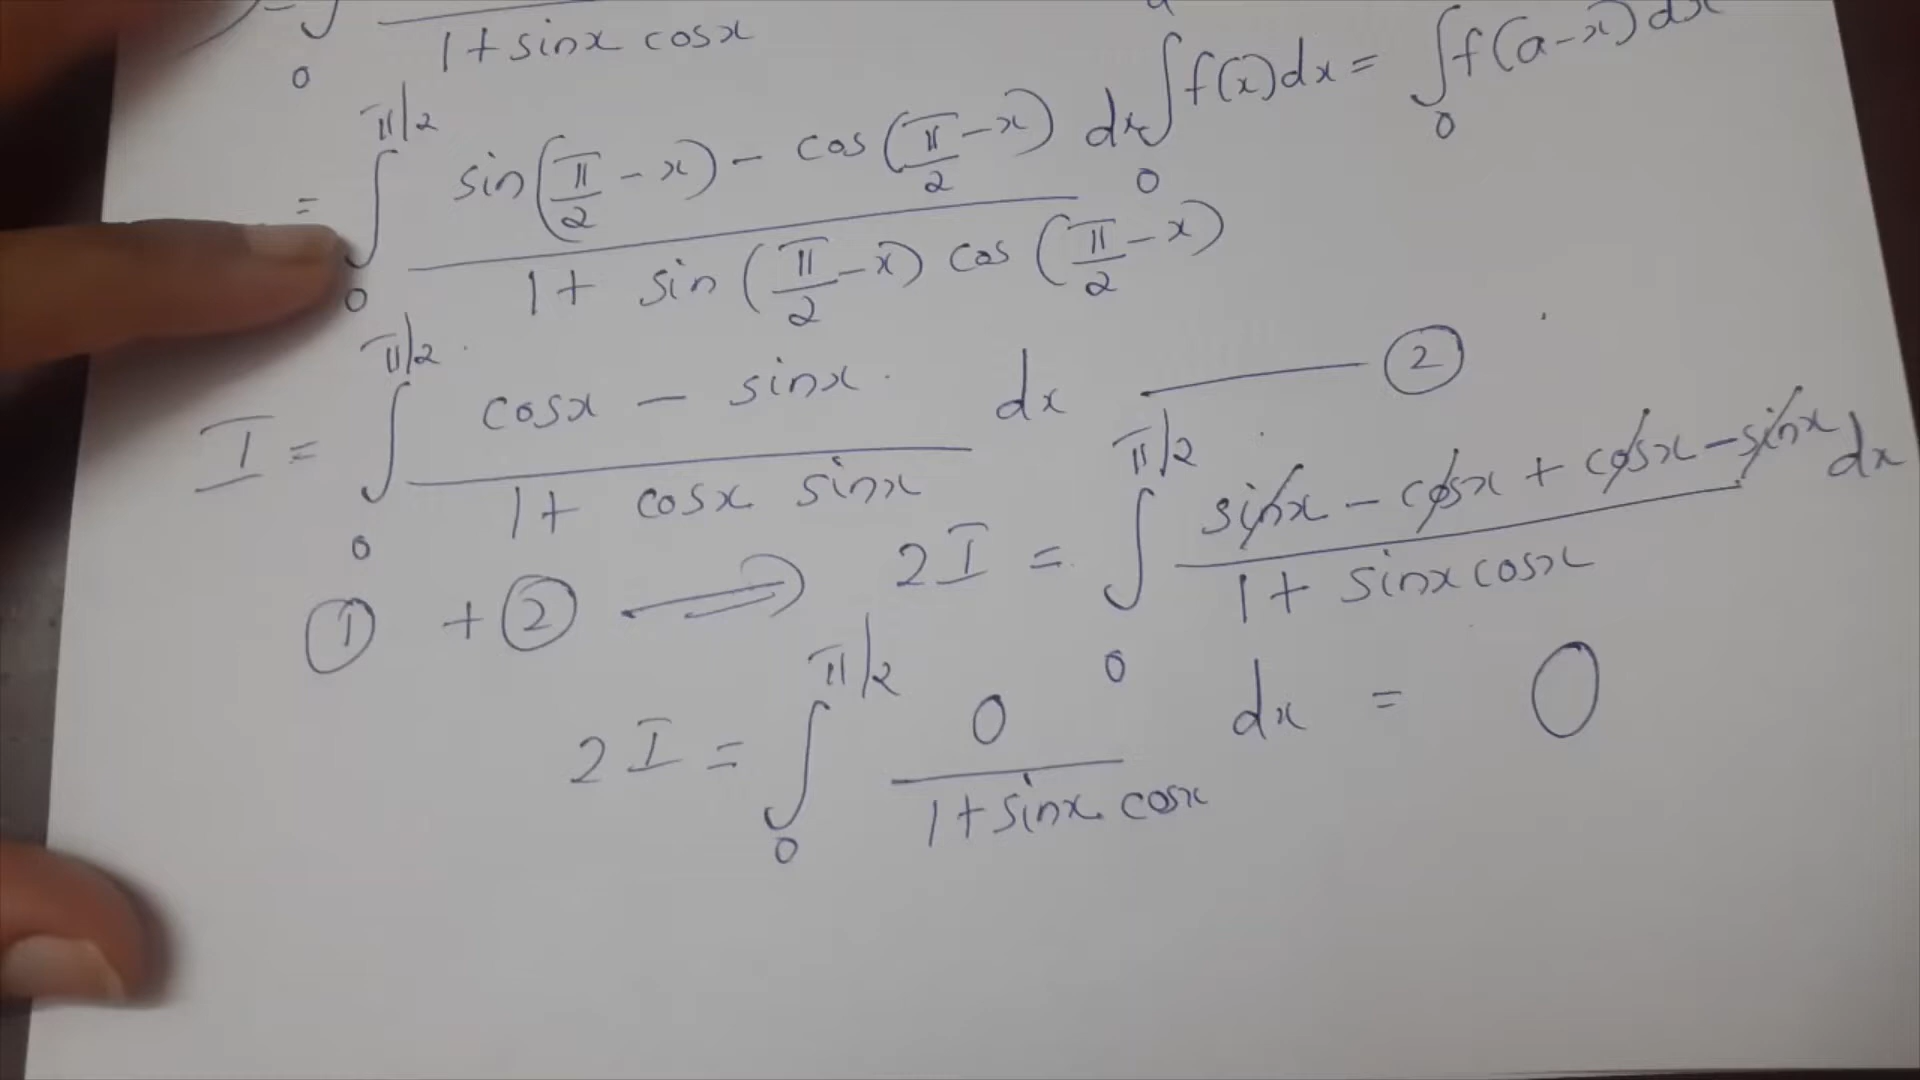 1 + sinx cosx
0
∫ f(x) dx = ∫ f(a-x) dx
0 0
π/2
= ∫ sin(π/2 - x) - cos(π/2 - x) dx
0 1 + sin(π/2 - x) cos(π/2 - x)
π/2
I = ∫ cosx - sinx dx ——— ②
0 1 + cosx sinx
π/2
① + ② ⟹ 2I = ∫ sinx - cosx + cosx - sinx dx
0 1 + sinx cosx
π/2
2I = ∫ 0 dx = 0
0 1 + sinx cosx